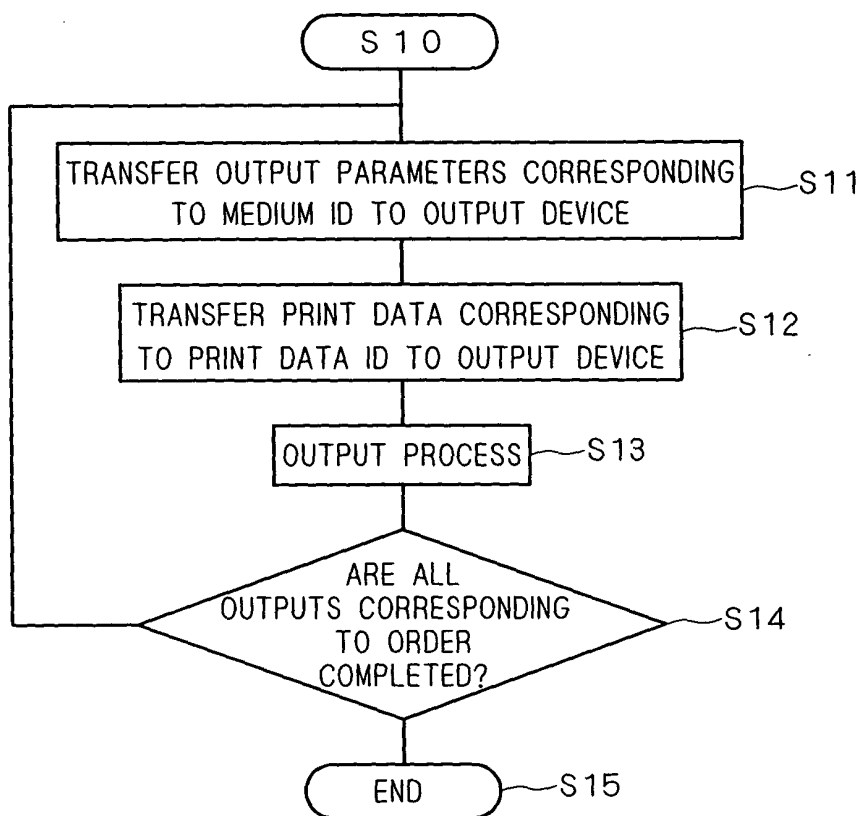 S10
TRANSFER OUTPUT PARAMETERS CORRESPONDING
TO MEDIUM ID TO OUTPUT DEVICE
S11
TRANSFER PRINT DATA CORRESPONDING
TO PRINT DATA ID TO OUTPUT DEVICE
S12
OUTPUT PROCESS
S13
ARE ALL
OUTPUTS CORRESPONDING
TO ORDER
COMPLETED?
S14
END
S15